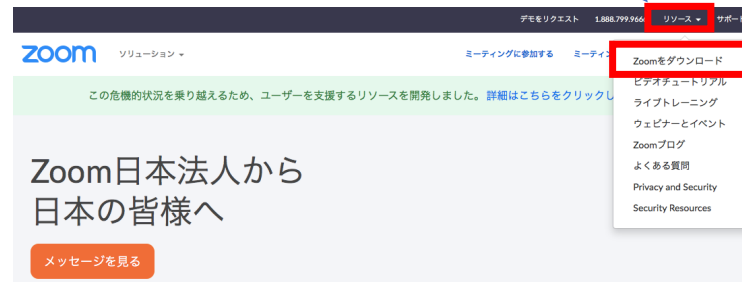 デモをリクエスト 1.888.799.966 リソース サポート
zoom ソリューション ミーティングに参加する
Zoomをダウンロード
この危機的状況を乗り越えるため、ユーザーを支援するリソースを開発しました。詳細はこちらをクリックし
ビデオチュートリアル
ライブトレーニング
ウェビナーとイベント
Zoomブログ
よくある質問
Privacy and Security
Security Resources
Zoom日本法人から
日本の皆様へ
メッセージを見る